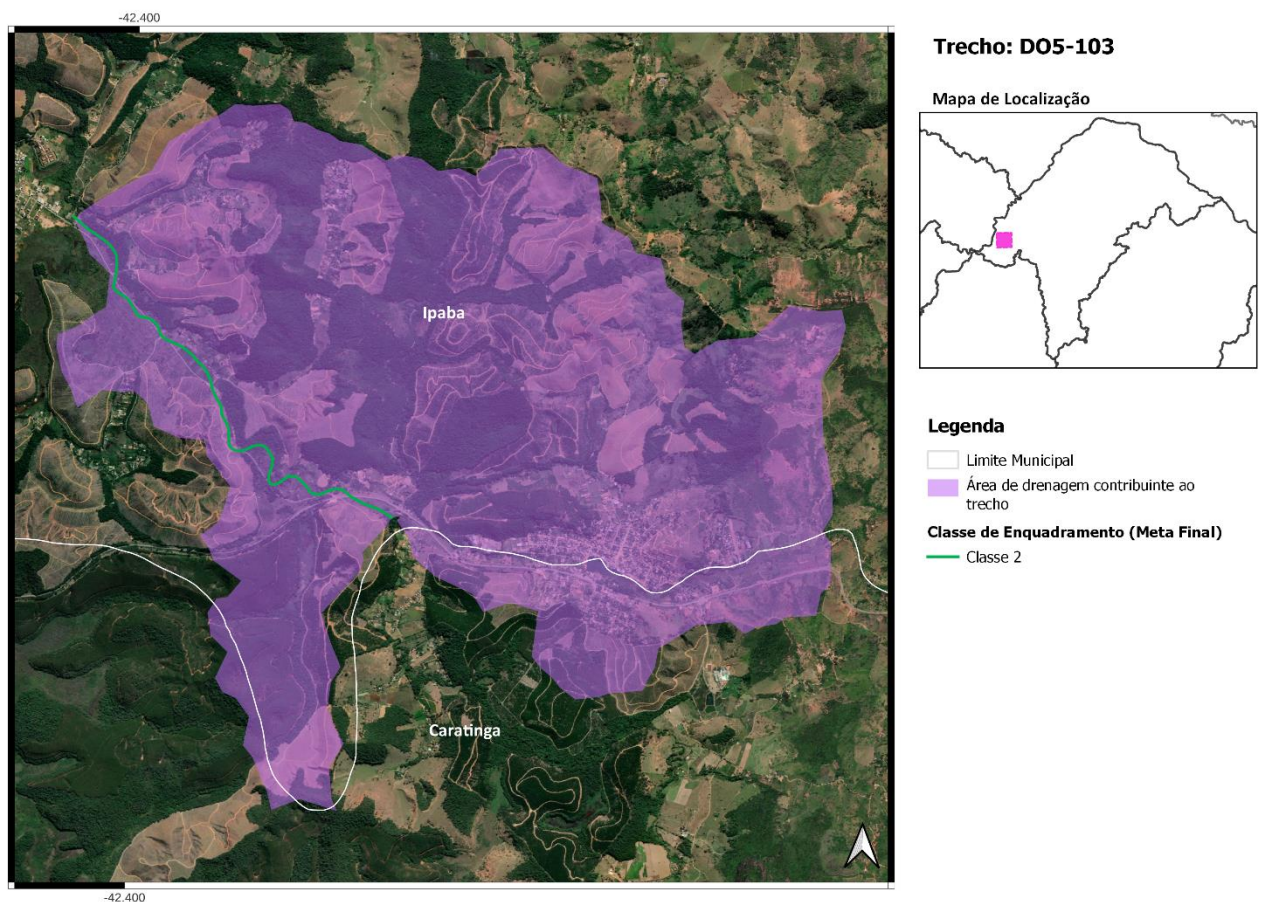 -42.400
Trecho: DO5-103
Mapa de Localização
Ipaba
Legenda
Limite Municipal
Área de drenagem contribuinte ao
trecho
Classe de Enquadramento (Meta Final)
Classe 2
Caratinga
-42.400